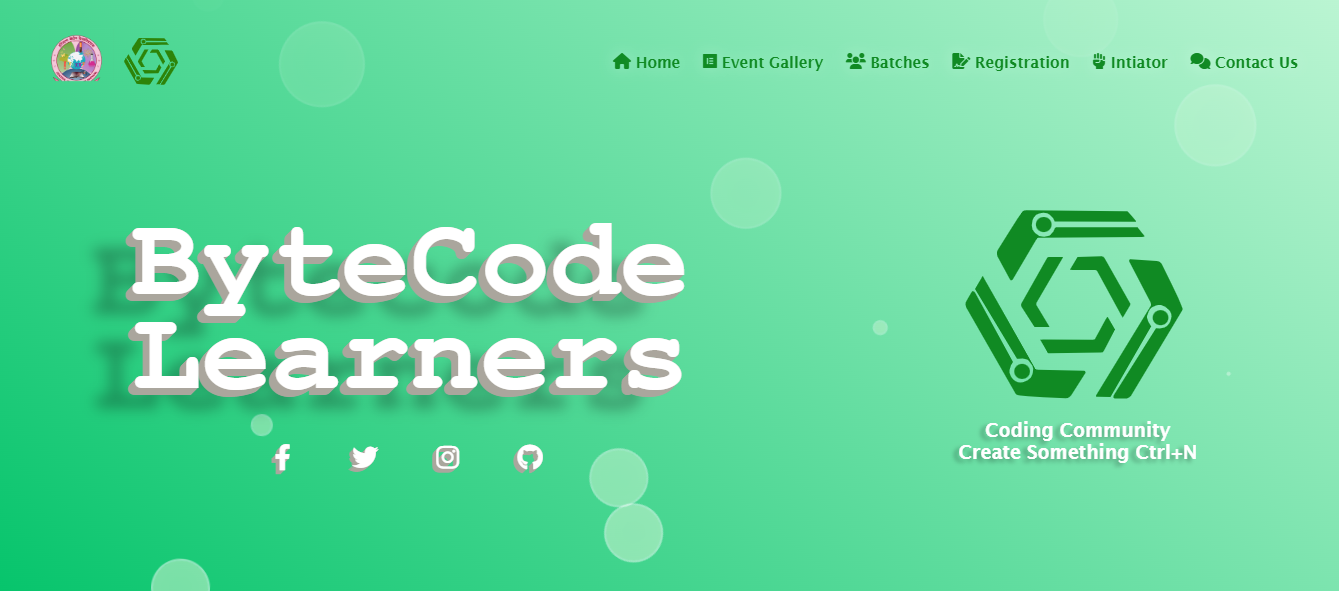 Home Event Gallery Batches Registration Intiator Contact Us
ByteCode
Learners
Coding Community
Create Something Ctrl+N